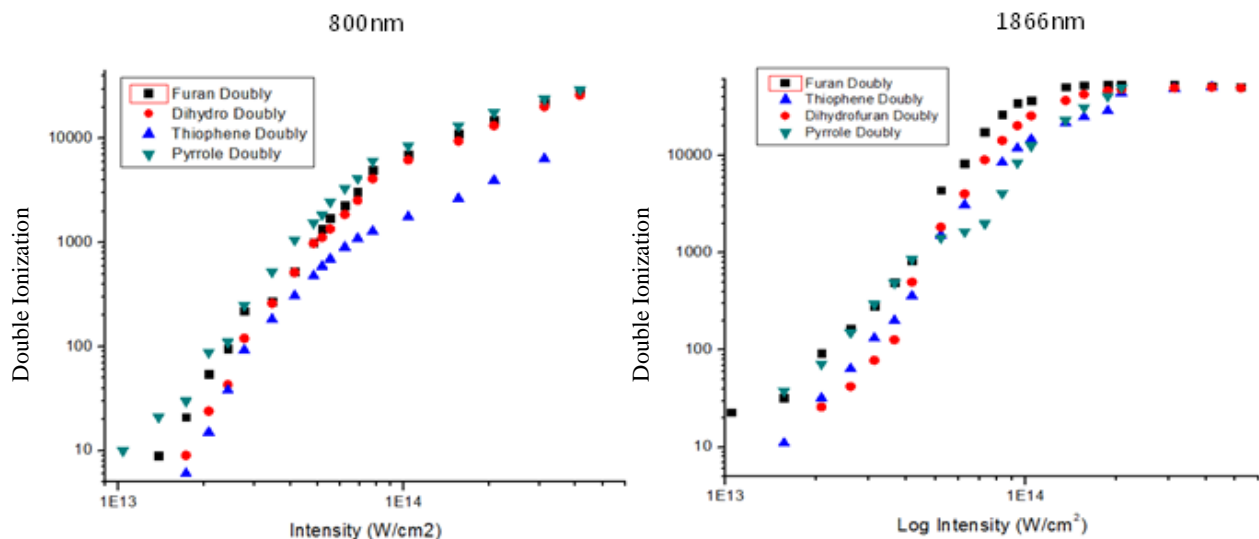 800nm
Furan Doubly
Dihydro Doubly
Thiophene Doubly
Pyrrole Doubly
10000
1000
100
10
1E13
1E14
Double Ionization
Intensity (W/cm2)
1866nm
Furan Doubly
Thiophene Doubly
Dihydrofuran Doubly
Pyrrole Doubly
10000
1000
100
10
1E13
1E14
Double Ionization
Log Intensity (W/cm²)